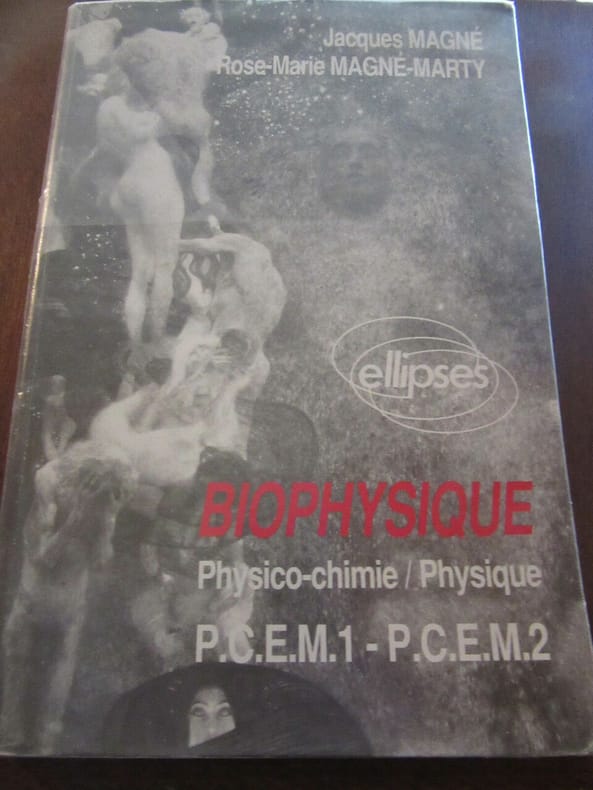 Jacques MAGNÉ
Rose-Marie MAGNÉ-MARTY
ellipses
BIOPHYSIQUE
Physico-chimie / Physique
P.C.E.M.1 - P.C.E.M.2